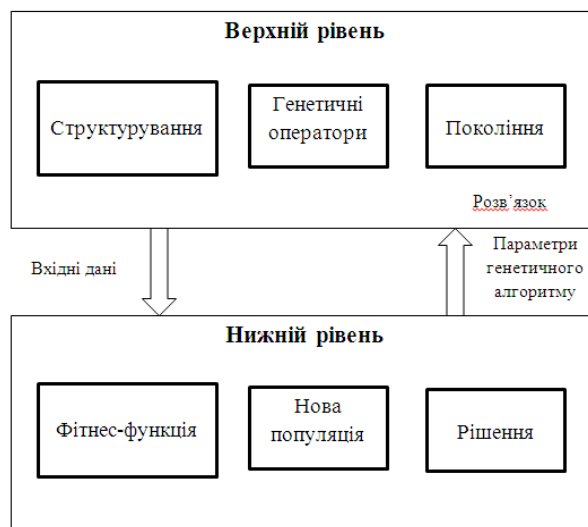 Верхній рівень
Структурування
Генетичні
оператори
Покоління
Розв’язок
Вхідні дані
Параметри
генетичного
алгоритму
Нижній рівень
Фітнес-функція
Нова
популяція
Рішення